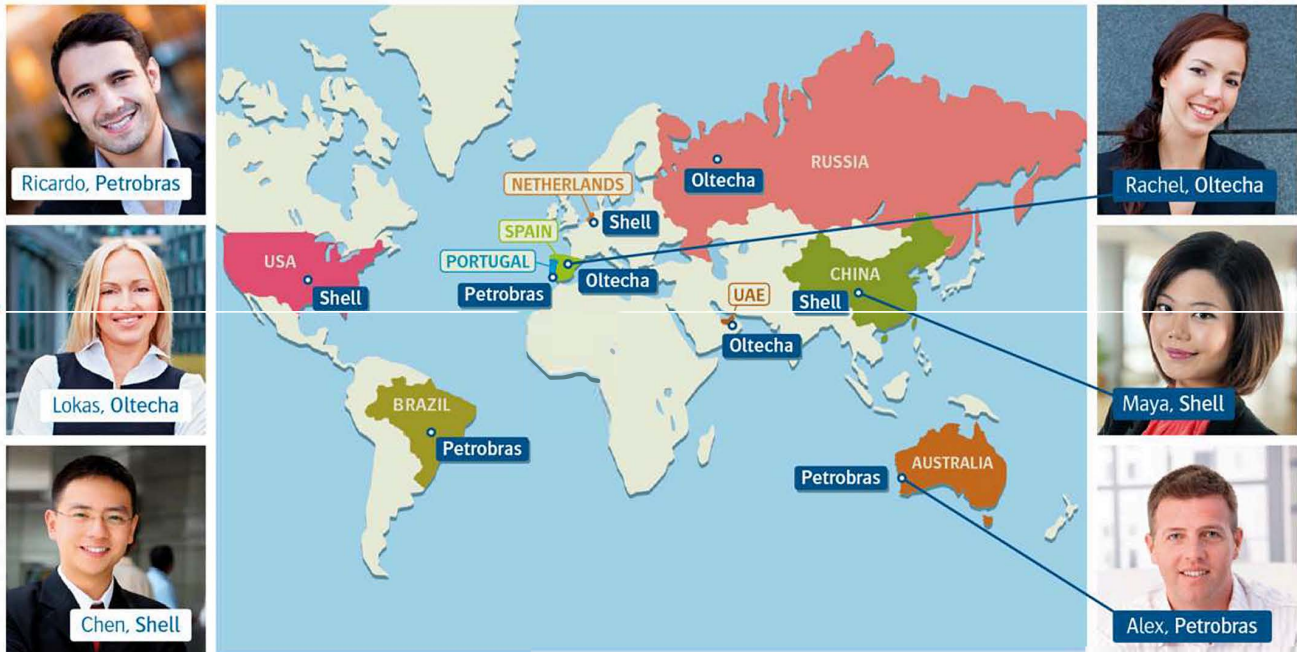 Ricardo, Petrobras
Lokas, Oltecha
Chen, Shell
RUSSIA
Oltecha
NETHERLANDS
Shell
SPAIN
PORTUGAL
Oltecha
Petrobras
USA
Shell
CHINA
Shell
UAE
Oltecha
BRAZIL
Petrobras
AUSTRALIA
Petrobras
Rachel, Oltecha
Maya, Shell
Alex, Petrobras